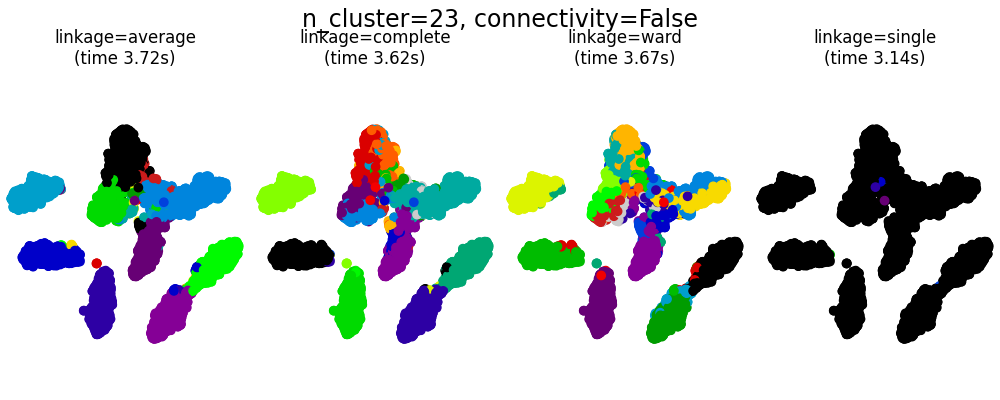 n_cluster=23, connectivity=False
linkage=average
(time 3.72s)
linkage=complete
(time 3.62s)
linkage=ward
(time 3.67s)
linkage=single
(time 3.14s)